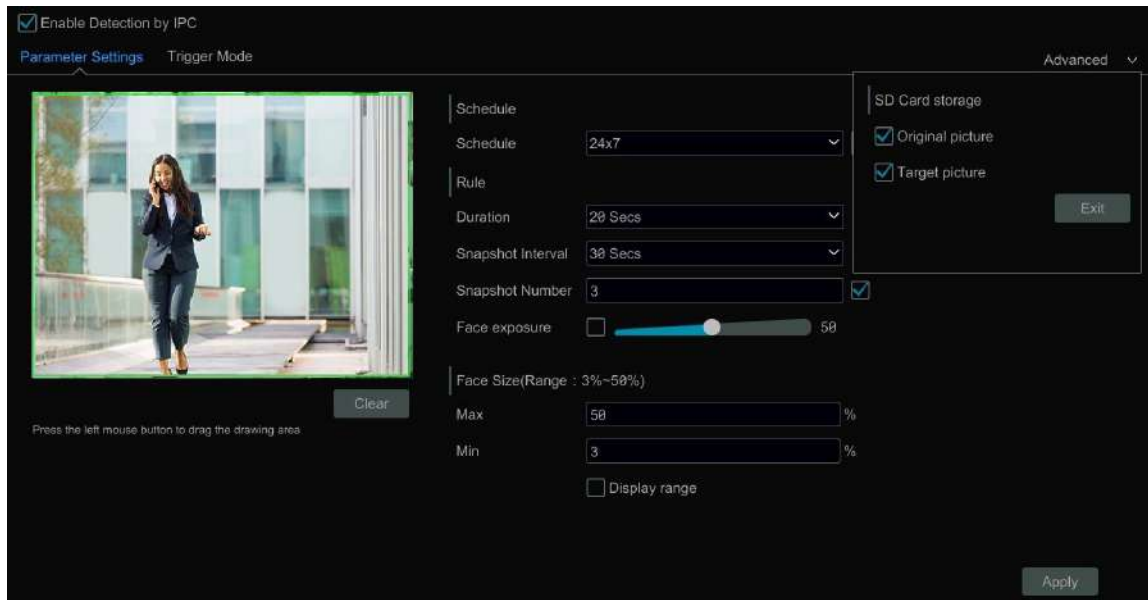 Enable Detection by IPC
Parameter Settings Trigger Mode
Advanced
SD Card storage
Original picture
Target picture
Exit
Schedule
Schedule 24x7
Rule
Duration 20 Secs
Snapshot Interval 30 Secs
Snapshot Number 3
Face exposure 50
Face Size(Range : 3%~50%)
Max 50 %
Min 3 %
Display range
Clear
Press the left mouse button to drag the drawing area
Apply